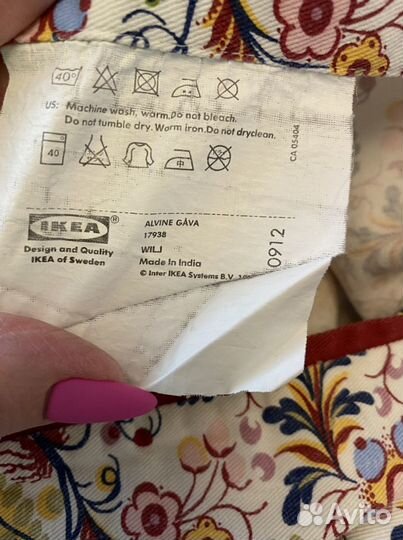 40°
US: Machine wash, warm.Do not bleach.
Do not tumble dry. Warm iron.Do not dryclean.
40
中
CA 05404
IKEA®
Design and Quality
IKEA of Sweden
ALVINE GÅVA
17938
WILJ
Made in India
© Inter IKEA Systems B.V.
0912
Avito